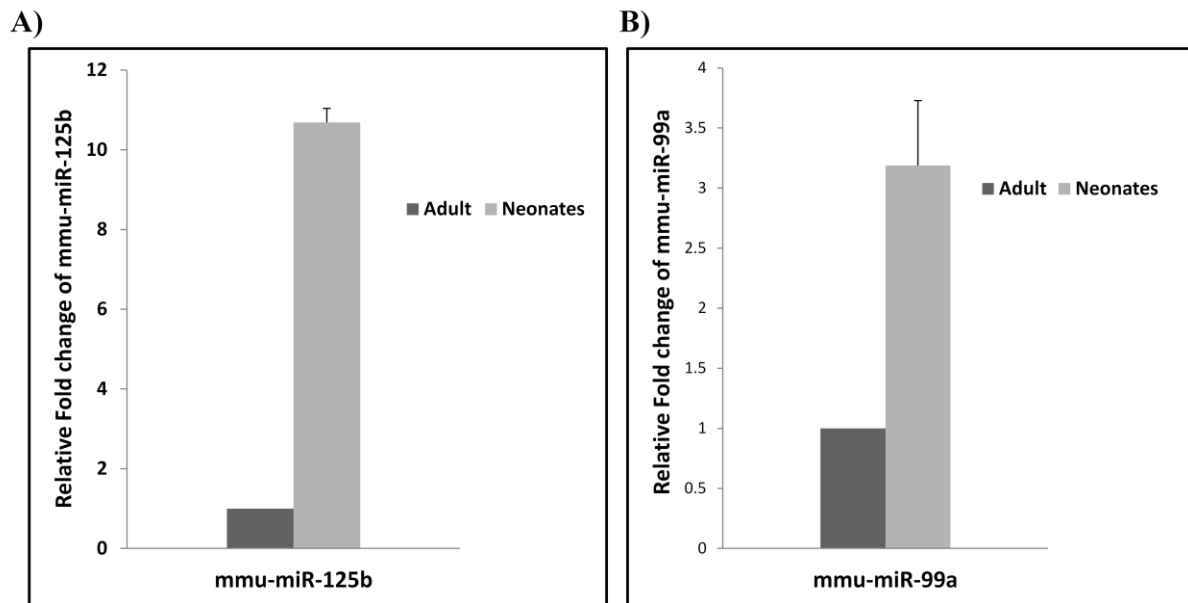 A)
Relative Fold change of mmu-miR-125b
12
10
8
6
4
2
0
Adult Neonates
mmu-miR-125b
B)
Relative Fold change of mmu-miR-99a
4
3.5
3
2.5
2
1.5
1
0.5
0
Adult Neonates
mmu-miR-99a